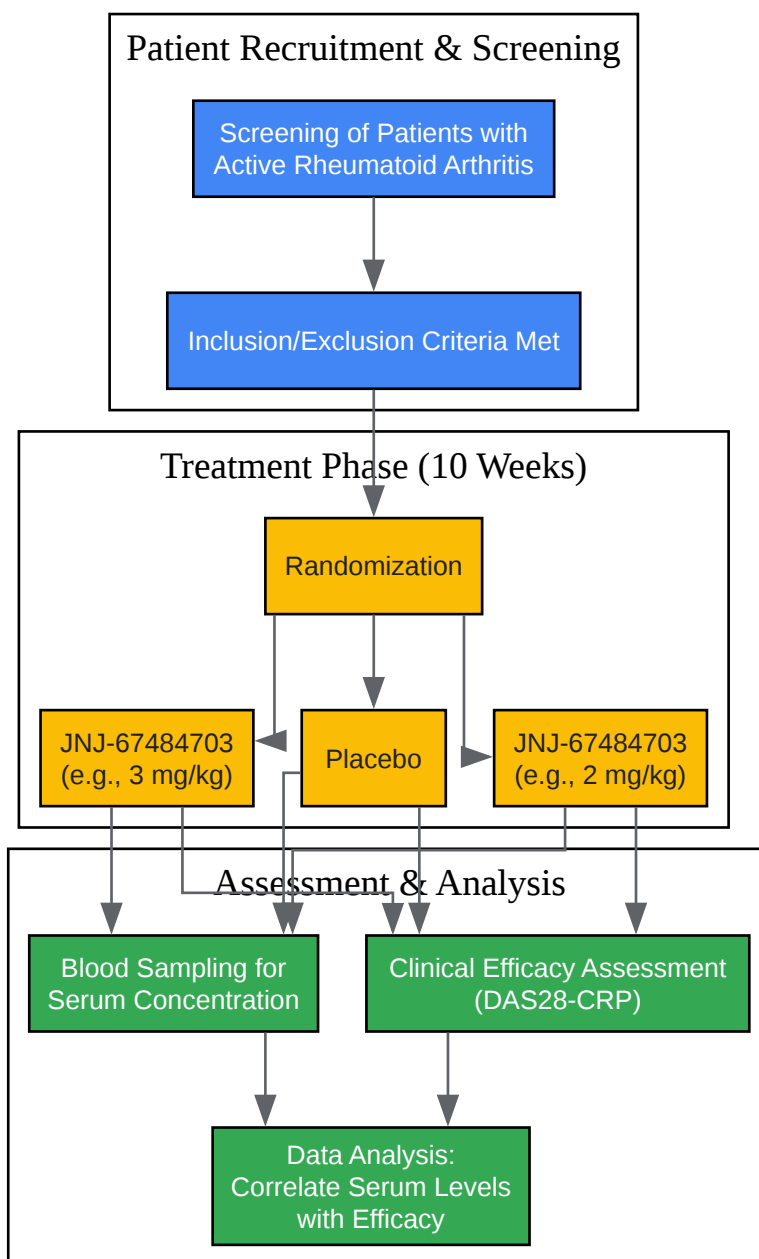 Patient Recruitment & Screening
Screening of Patients with
Active Rheumatoid Arthritis
Inclusion/Exclusion Criteria Met
Treatment Phase (10 Weeks)
Randomization
JNJ-67484703
(e.g., 3 mg/kg)
Placebo
JNJ-67484703
(e.g., 2 mg/kg)
Assessment & Analysis
Blood Sampling for
Serum Concentration
Clinical Efficacy Assessment
(DAS28-CRP)
Data Analysis:
Correlate Serum Levels
with Efficacy